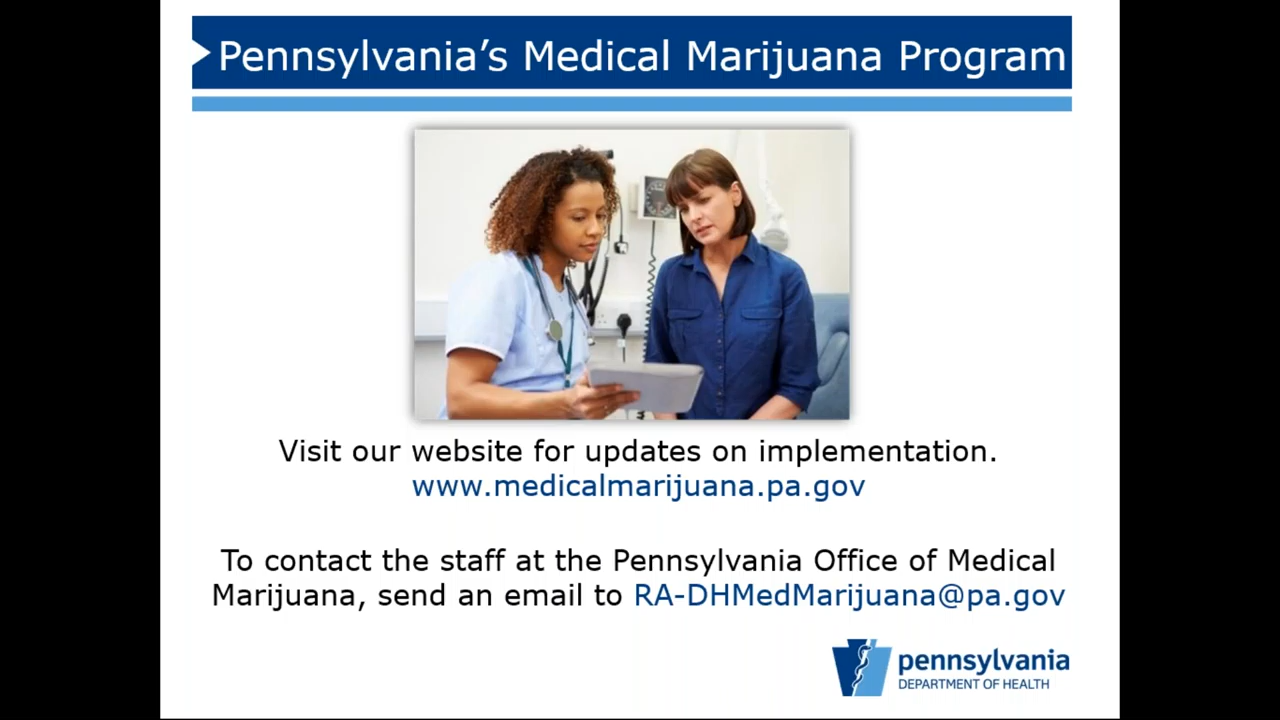 Pennsylvania’s Medical Marijuana Program
Visit our website for updates on implementation.
www.medicalmarijuana.pa.gov
To contact the staff at the Pennsylvania Office of Medical
Marijuana, send an email to RA-DHMedMarijuana@pa.gov
pennsylvania
DEPARTMENT OF HEALTH